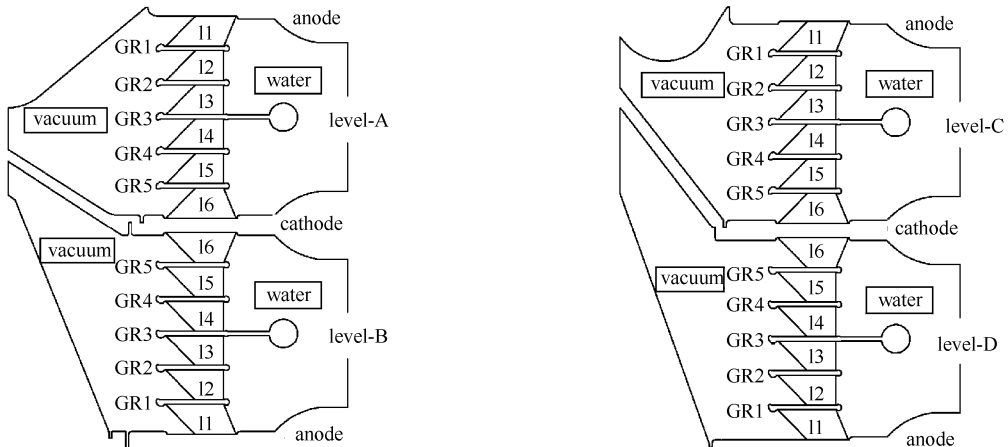 anode
l1
GR1
l2
water
GR2
l3
vacuum
GR3
level-A
l4
GR4
l5
GR5
l6
cathode
vacuum
l6
GR5
l5
water
GR4
l4
GR3
level-B
l3
GR2
l2
GR1
l1
anode
anode
l1
GR1
l2
water
vacuum
GR2
l3
GR3
level-C
l4
GR4
l5
GR5
l6
cathode
l6
vacuum
GR5
l5
water
GR4
l4
GR3
level-D
l3
GR2
l2
GR1
l1
anode